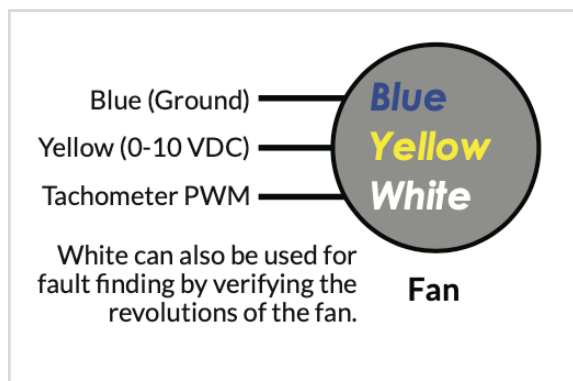 Blue (Ground)
Blue
Yellow (0-10 VDC)
Yellow
Tachometer PWM
White
White can also be used for
fault finding by verifying the
revolutions of the fan.
Fan